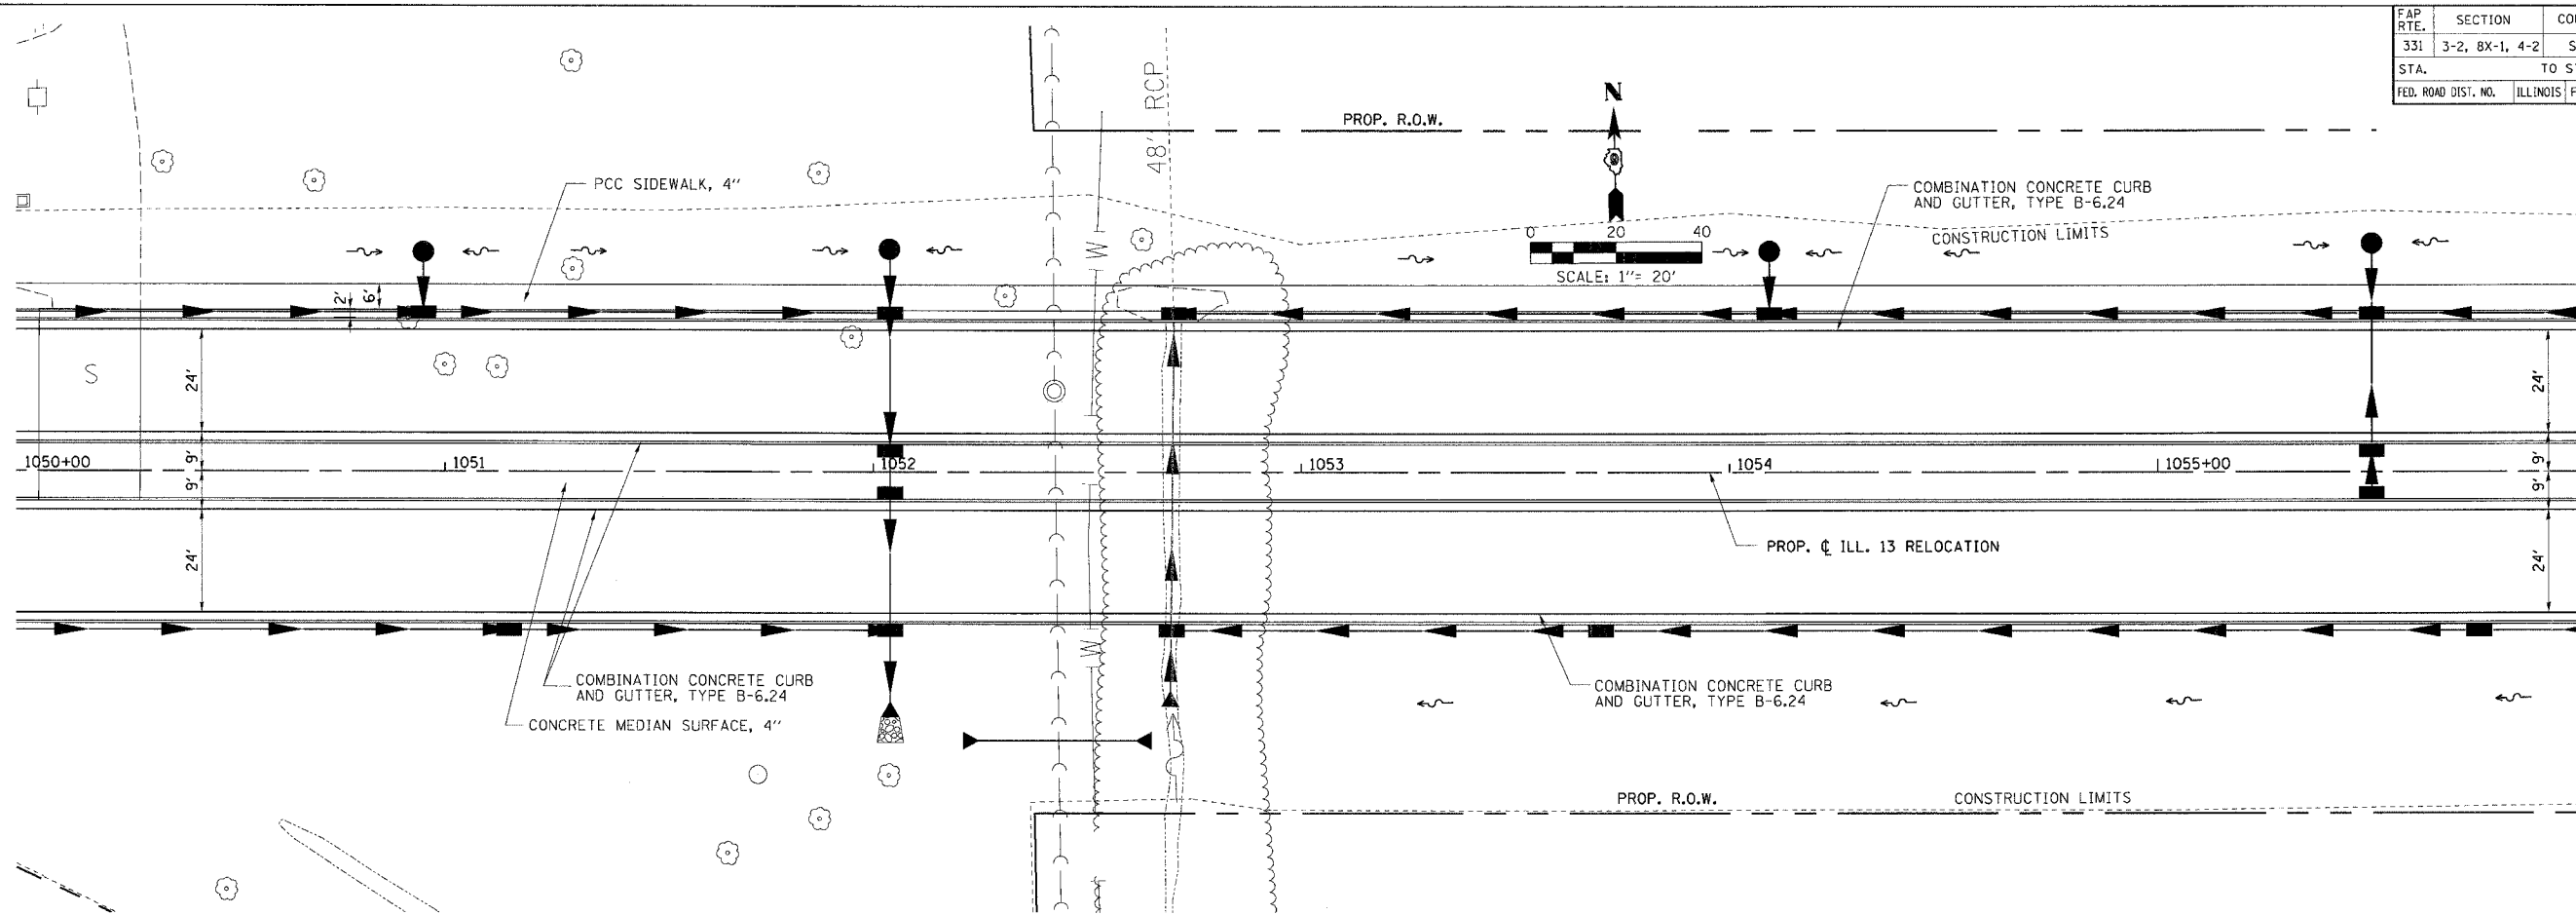 FAP RTE. SECTION
331 3-2, 8X-1, 4-2 S
STA. TO
FED. ROAD DIST. NO. ILLINOIS F
48' RCP
N
PROP. R.O.W.
PCC SIDEWALK, 4''
COMBINATION CONCRETE CURB
AND GUTTER, TYPE B-6.24
CONSTRUCTION LIMITS
0 20 40
SCALE: 1''= 20'
W
2' 6'
S
24' 24'
1050+00 1051 1052 1053 1054 1055+00
9' 9'
9' 9'
PROP. ℄ ILL. 13 RELOCATION
24' 24'
W
COMBINATION CONCRETE CURB
AND GUTTER, TYPE B-6.24
CONCRETE MEDIAN SURFACE, 4''
COMBINATION CONCRETE CURB
AND GUTTER, TYPE B-6.24
PROP. R.O.W. CONSTRUCTION LIMITS